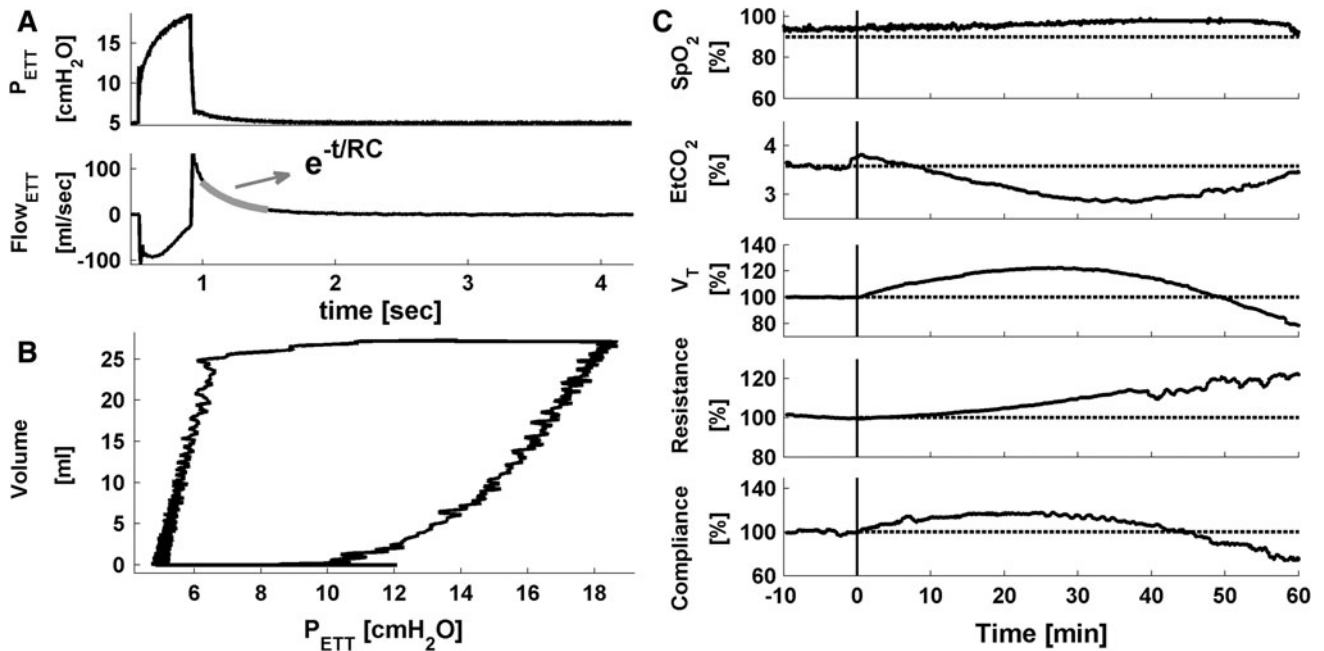 A
P_ETT
[cmH₂O]
15
10
5
Flow_ETT
[ml/sec]
100
0
-100
e^-t/RC
1 2 3 4
time [sec]
B
Volume
[ml]
25
20
15
10
5
0
6 8 10 12 14 16 18
P_ETT [cmH₂O]
C
SpO₂
[%]
100
80
60
EtCO₂
[%]
4
3
V_T
[%]
140
120
100
80
Resistance
[%]
120
100
80
Compliance
[%]
140
100
60
-10 0 10 20 30 40 50 60
Time [min]